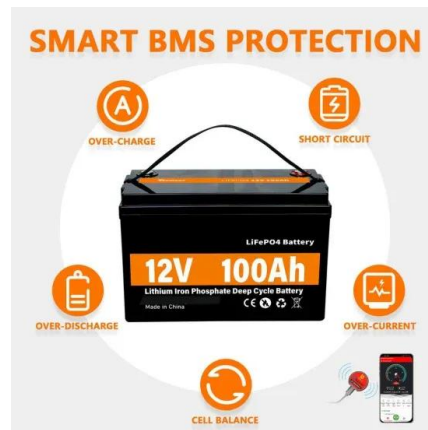 SMART BMS PROTECTION
A
OVER-CHARGE
SHORT CIRCUIT
LiFePO4 Battery
12V 100Ah
Lithium Iron Phosphate Deep Cycle Battery
Made in China
CE
OVER-DISCHARGE
OVER-CURRENT
CELL BALANCE